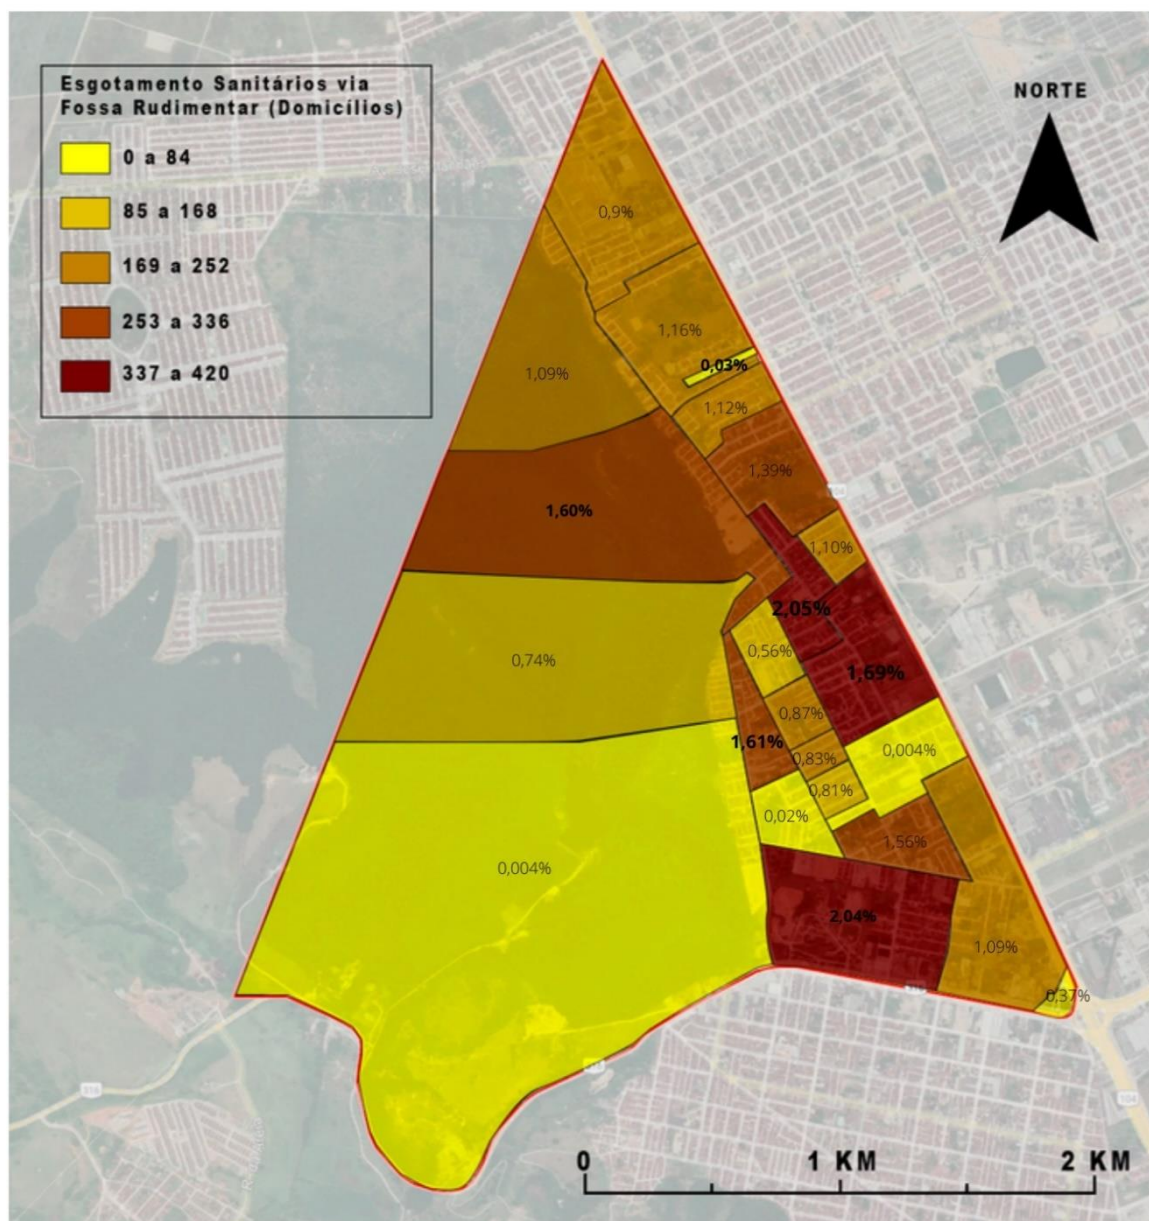 Esgotamento Sanitários via
Fossa Rudimentar (Domicílios)
0 a 84
85 a 168
169 a 252
253 a 336
337 a 420
NORTE
0,9%
1,16%
0,03%
1,09%
1,12%
1,39%
1,60%
1,10%
2,05%
0,56%
0,74%
1,69%
0,87%
1,61%
0,83%
0,004%
0,81%
0,02%
1,56%
0,004%
2,04%
1,09%
0,37%
316
104
0
1 KM
2 KM